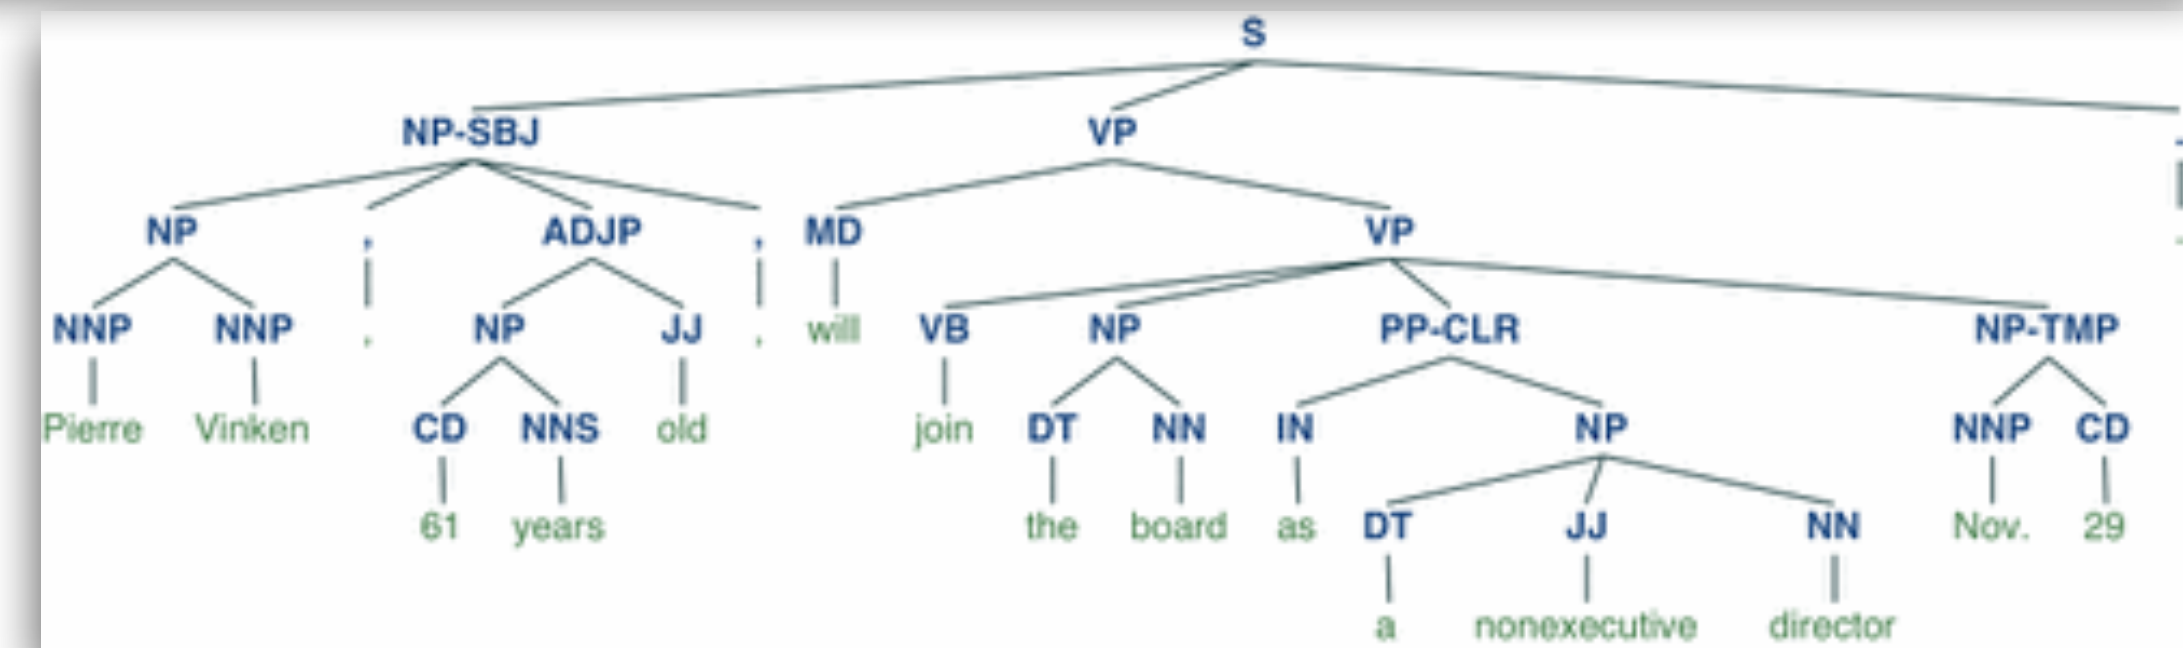 S
NP-SBJ VP
NP , ADJP , MD VP
NNP NNP , NP JJ , will VB NP PP-CLR NP-TMP
Pierre Vinken CD NNS old join DT NN IN NP NNP CD
61 years the board as DT JJ NN Nov. 29
a nonexecutive director